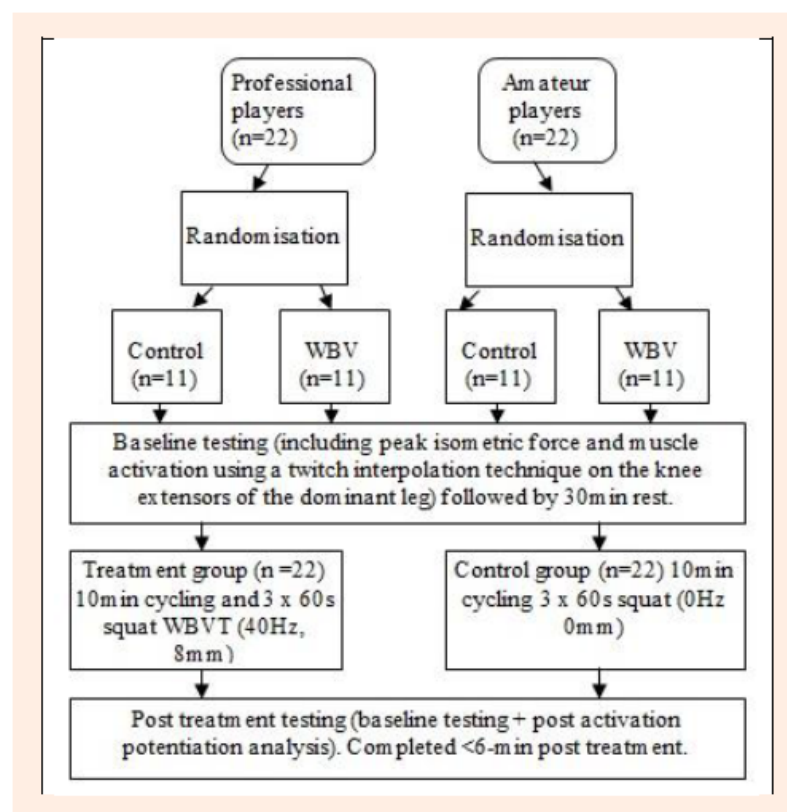 Professional
players
(n=22)
Amateur
players
(n=22)
Randomisation
Randomisation
Control
(n=11)
WBV
(n=11)
Control
(n=11)
WBV
(n=11)
Baseline testing (including peak isometric force and muscle
activation using a twitch interpolation technique on the knee
extensors of the dominant leg) followed by 30min rest.
Treatment group (n =22)
10min cycling and 3 x 60s
squat WBVT (40Hz,
8mm)
Control group (n=22) 10min
cycling 3 x 60s squat (0Hz
0mm)
Post treatment testing (baseline testing + post activation
potentiation analysis). Completed <6-min post treatment.